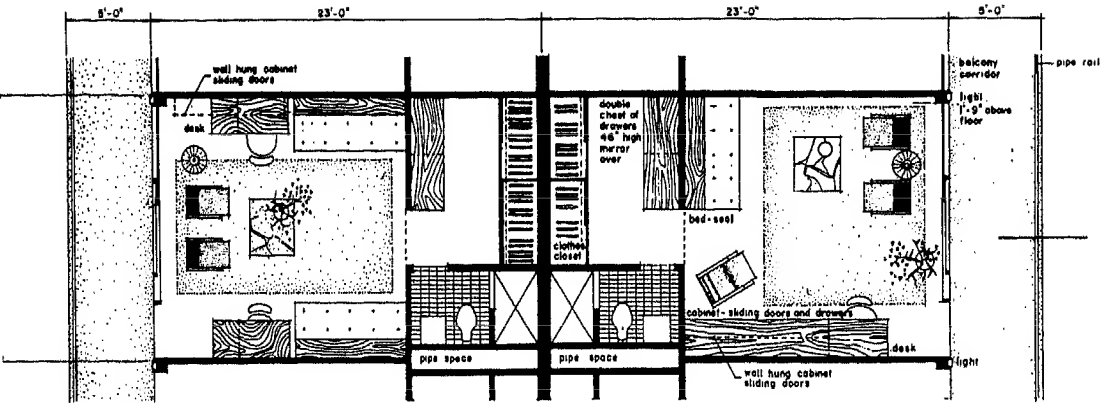 5'-0"
23'-0"
23'-0"
5'-0"
wall hung cabinet
sliding doors
desk
double
chest of
drawers
46" high
mirror
over
balcony
corridor
pipe rail
light
1'-9" above
floor
bed-seat
clothes
closet
cabinet-sliding doors and drawers
pipe space
pipe space
desk
light
wall hung cabinet
sliding doors